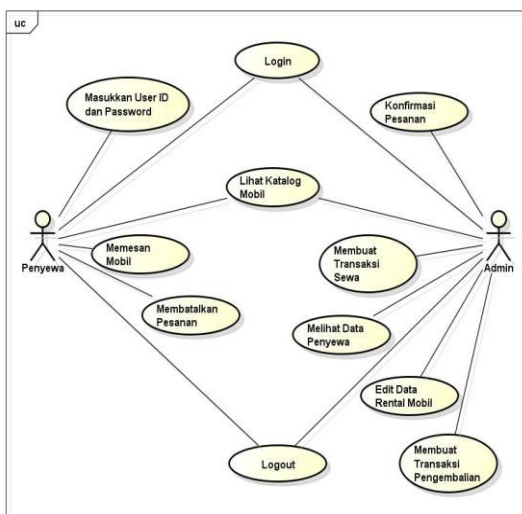 uc
Login
Masukkan User ID
dan Password
Konfirmasi
Pesanan
Lihat Katalog
Mobil
Penyewa
Admin
Memesan
Mobil
Membuat
Transaksi
Sewa
Membatalkan
Pesanan
Melihat Data
Penyewa
Edit Data
Rental Mobil
Logout
Membuat
Transaksi
Pengembalian